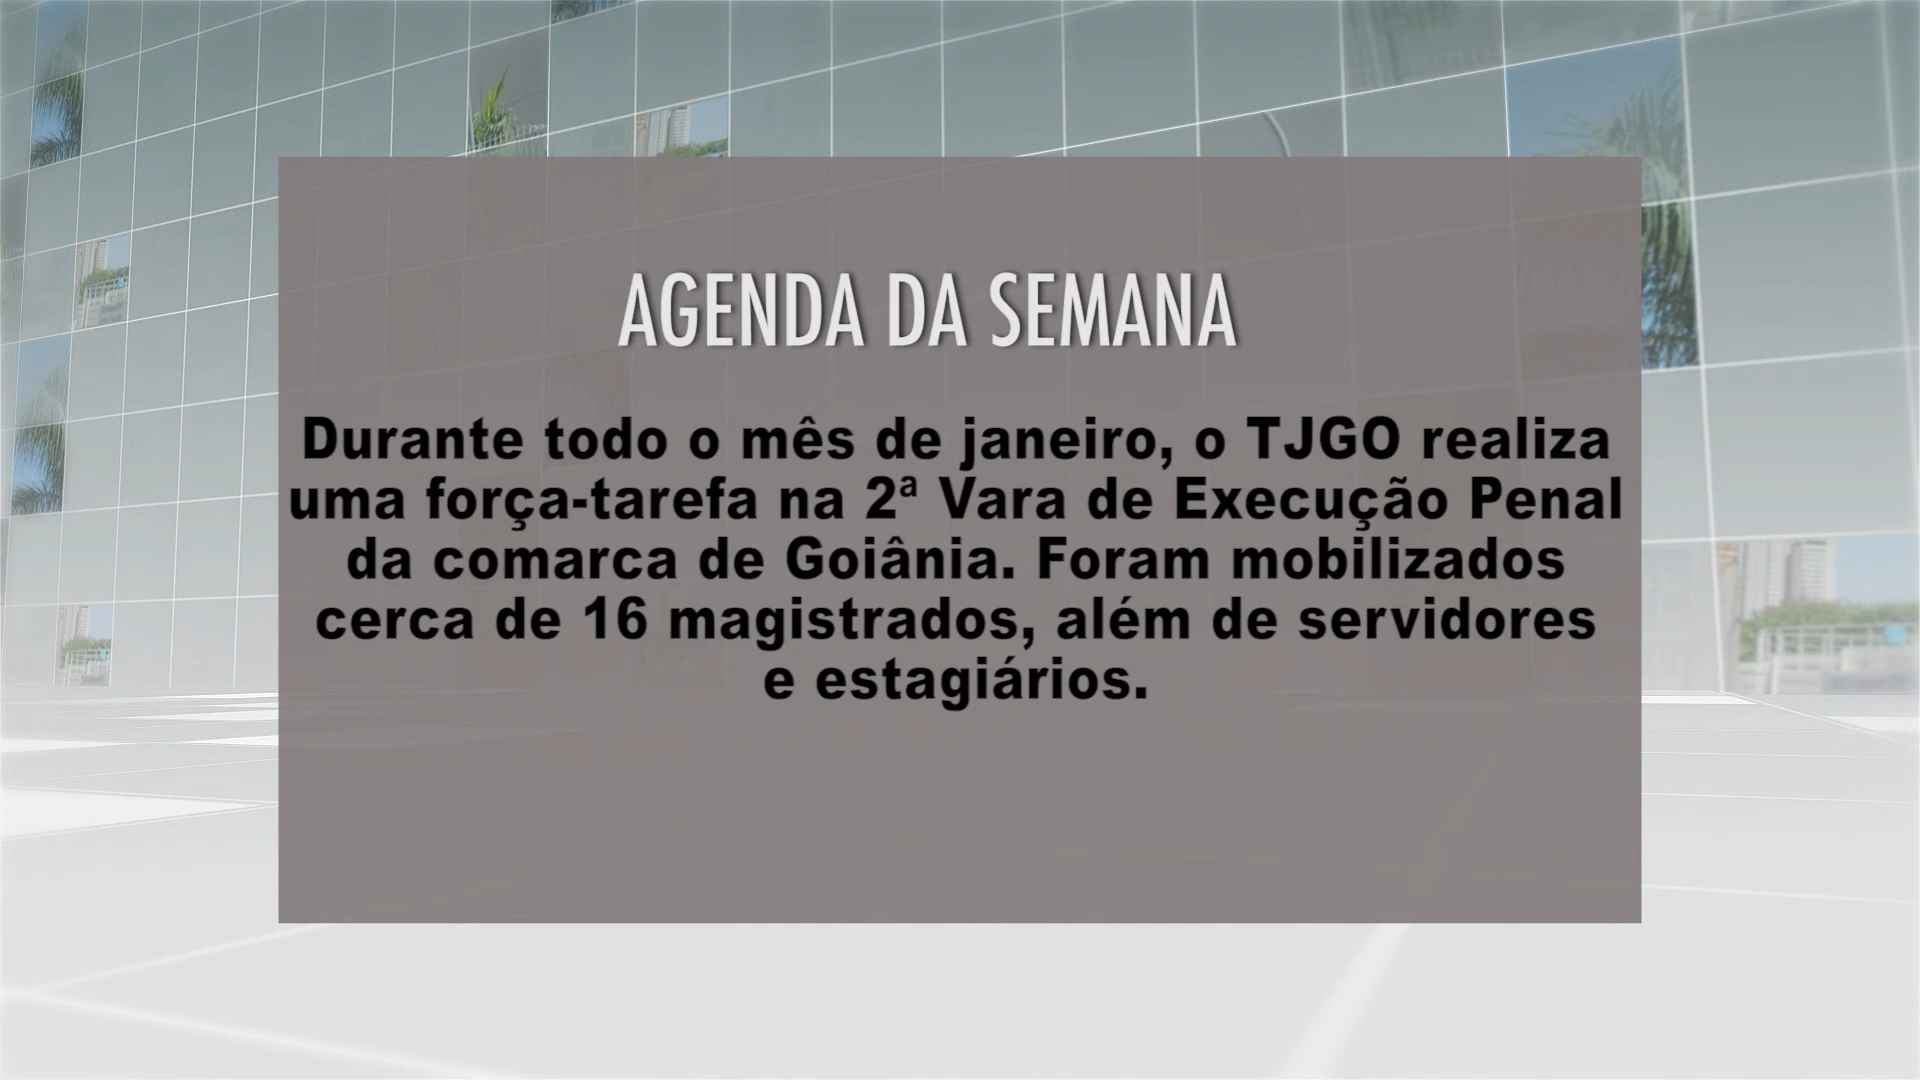 AGENDA DA SEMANA
Durante todo o mês de janeiro, o TJGO realiza
uma força-tarefa na 2ª Vara de Execução Penal
da comarca de Goiânia. Foram mobilizados
cerca de 16 magistrados, além de servidores
e estagiários.